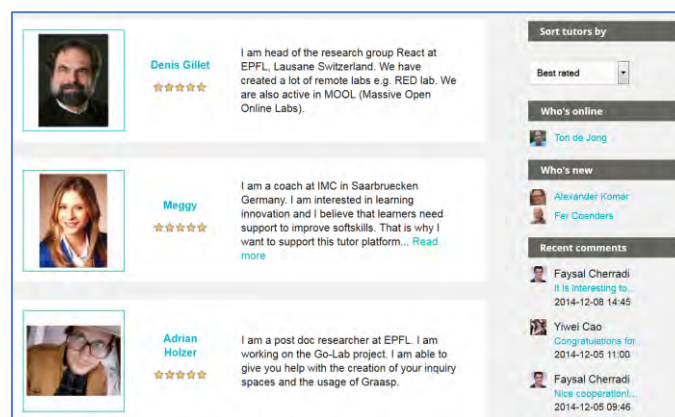 Denis Gillet
I am head of the research group React at
EPFL, Lausane Switzerland. We have
created a lot of remote labs e.g. RED lab. We
are also active in MOOL (Massive Open
Online Labs).
Meggy
I am a coach at IMC in Saarbruecken
Germany. I am interested in learning
innovation and I believe that learners need
support to improve softskills. That is why I
want to support this tutor platform... Read
more
Adrian
Holzer
I am a post doc researcher at EPFL. I am
working on the Go-Lab project. I am able to
give you help with the creation of your inquiry
spaces and the usage of Graasp.
Sort tutors by
Best rated
Who's online
Ton de Jong
Who's new
Alexander Komar
Fer Coenders
Recent comments
Faysal Cherradi
It is interesting to...
2014-12-08 14:45
Yiwei Cao
Congratulations for...
2014-12-05 11:00
Faysal Cherradi
Nice cooperation!...
2014-12-05 09:46